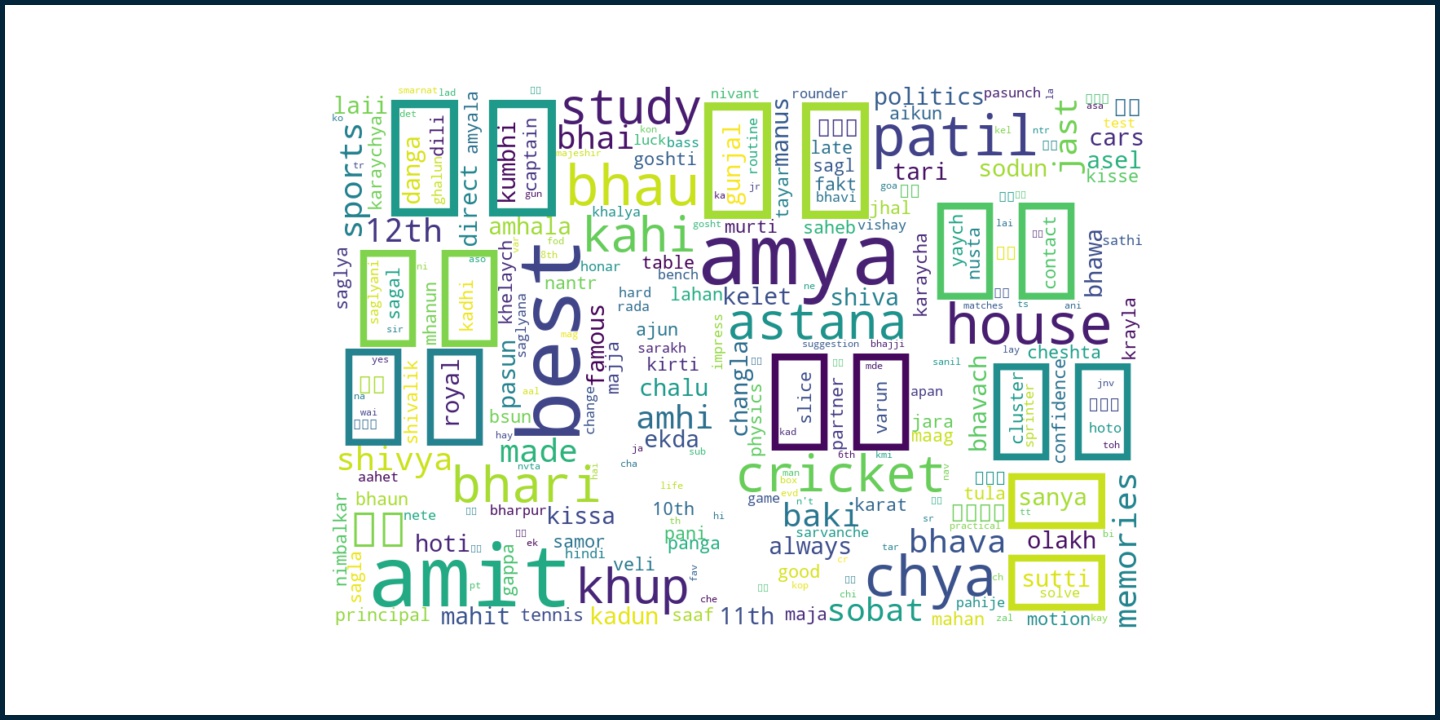 smarnat lad
laii
ko
karaychya
sports
det
danga
dili
ghalun
direct amyala
kumbhi
captain
gun
study
bhai
kon
luck
bass
majeshir
goshti
bhau
nivant
gunjal
routine
ka
jr
manus
tayar
rounder
late
sagl
fakt
bhavi
politics
pasunch
la
aikun
patil
kel
ntr
tari
sodun
goa
jast
asa
test
cars
asel
kisse
12th
amhala
khalya
kahi
gosht
murti
saheb
vishay
jhal
saglya
saglyani
sagal
sir
ni
mhanun
aso
kadhi
khelaych
var
fod
8th
honar
nantr
saglyana
best
table
bench
amya
hard
rada
lahan
kelet
ne
shiva
astana
karaycha
yaych
nusta
lai
contact
bhawa
sathi
matches
ts
ani
house
krayla
yes
na
wai
shivalik
royal
pasun
mag
famous
majja
ajun
sarakh
kirti
impress
suggestion
bhajji
sanil
lay
cheshta
aal
change
chalu
changla
physics
kad
slice
partner
mde
varun
apan
jara
maag
bhavach
cluster
sprinter
confidence
jnv
hoto
toh
bsun
hay
amhi
ekda
made
ja
sub
6th
kmi
shivya
aahet
nvta
cha
bhari
hai
cricket
man
box
evd
nav
life
game
n't
bhaun
nete
bharpur
kissa
10th
th
hi
baki
karat
sr
tula
practical
sanya
tt
memories
nimbalkar
sagla
hoti
ek
samor
hindi
pani
panga
sarvanche
always
tar
bhava
olakh
bi
amit
pt
gappa
khup
veli
fav
che
good
kop
cr
chi
chya
ch
pahije
sutti
solve
principal
mahit
tennis
kadun
saaf
11th
maja
sobat
mahan
zal
motion
kay